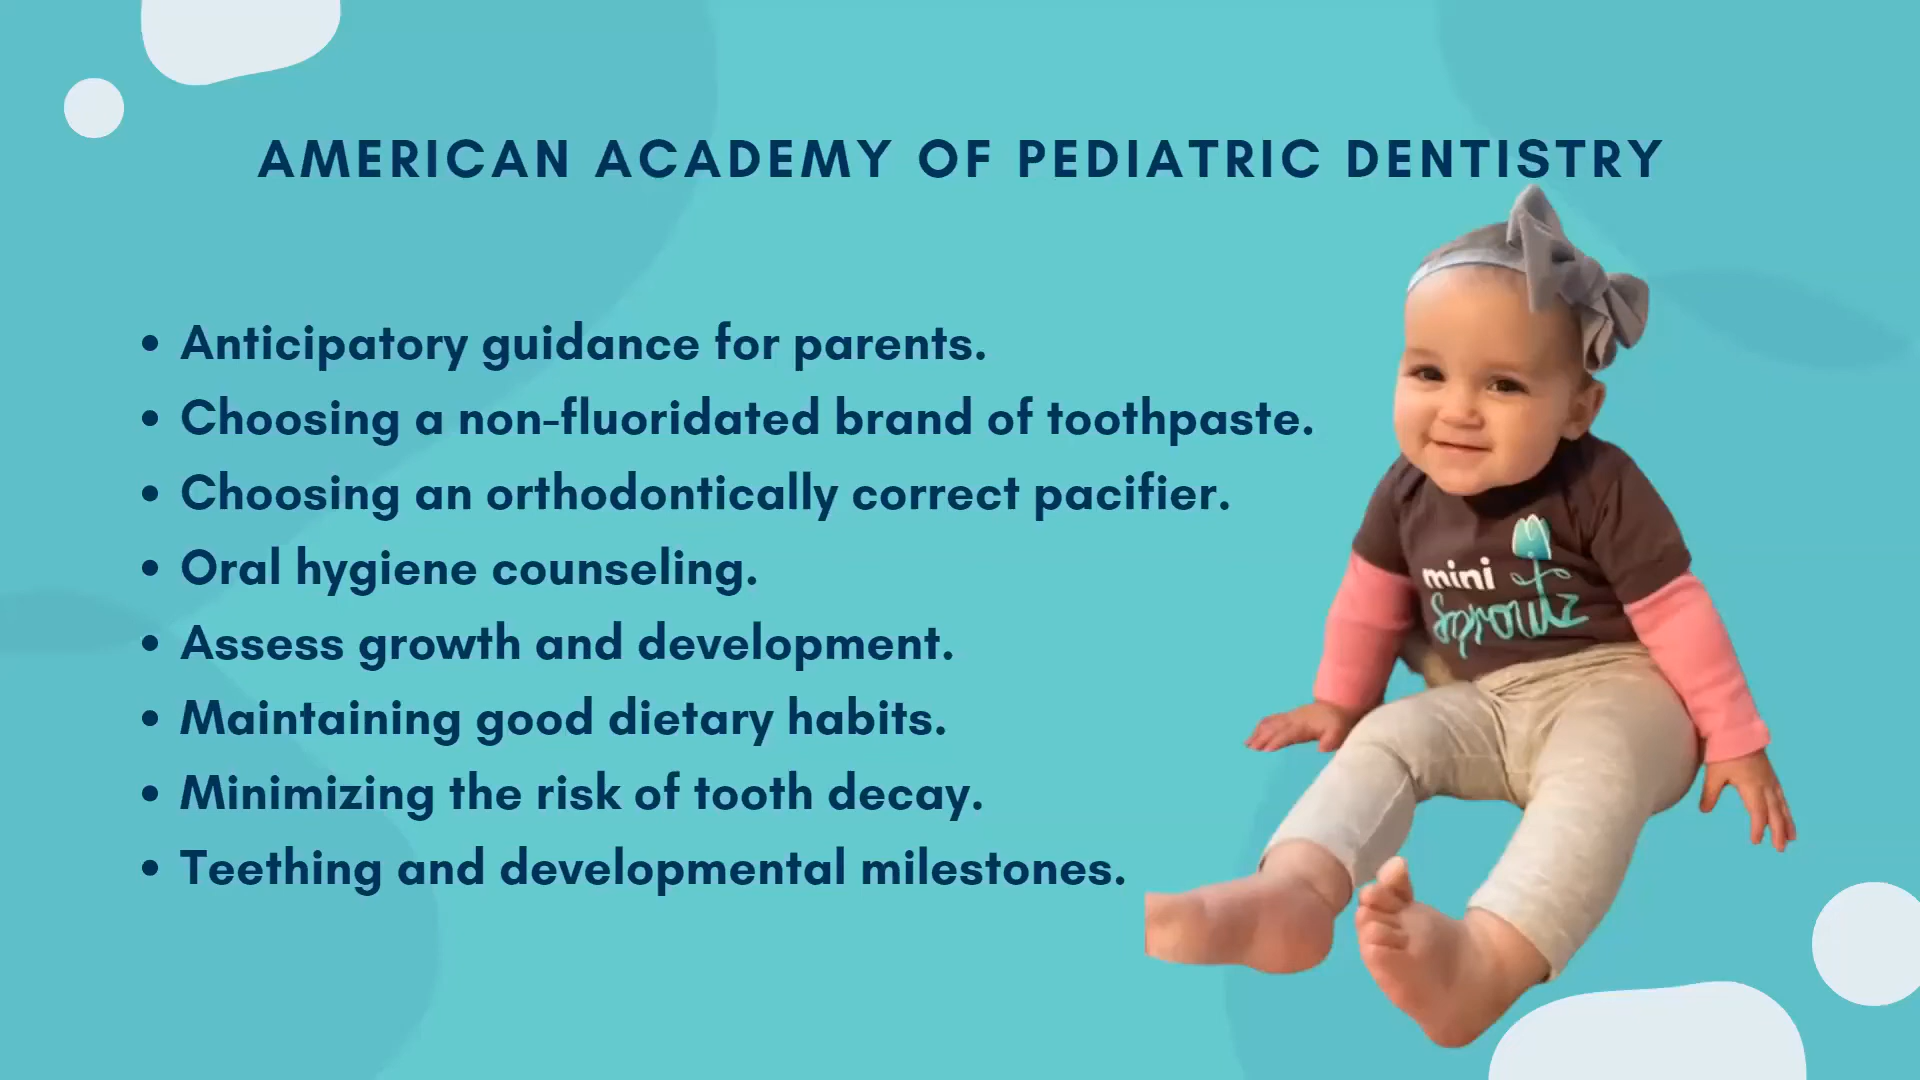 AMERICAN ACADEMY OF PEDIATRIC DENTISTRY
• Anticipatory guidance for parents.
• Choosing a non-fluoridated brand of toothpaste.
• Choosing an orthodontically correct pacifier.
• Oral hygiene counseling.
• Assess growth and development.
• Maintaining good dietary habits.
• Minimizing the risk of tooth decay.
• Teething and developmental milestones.
mini
Sproutz